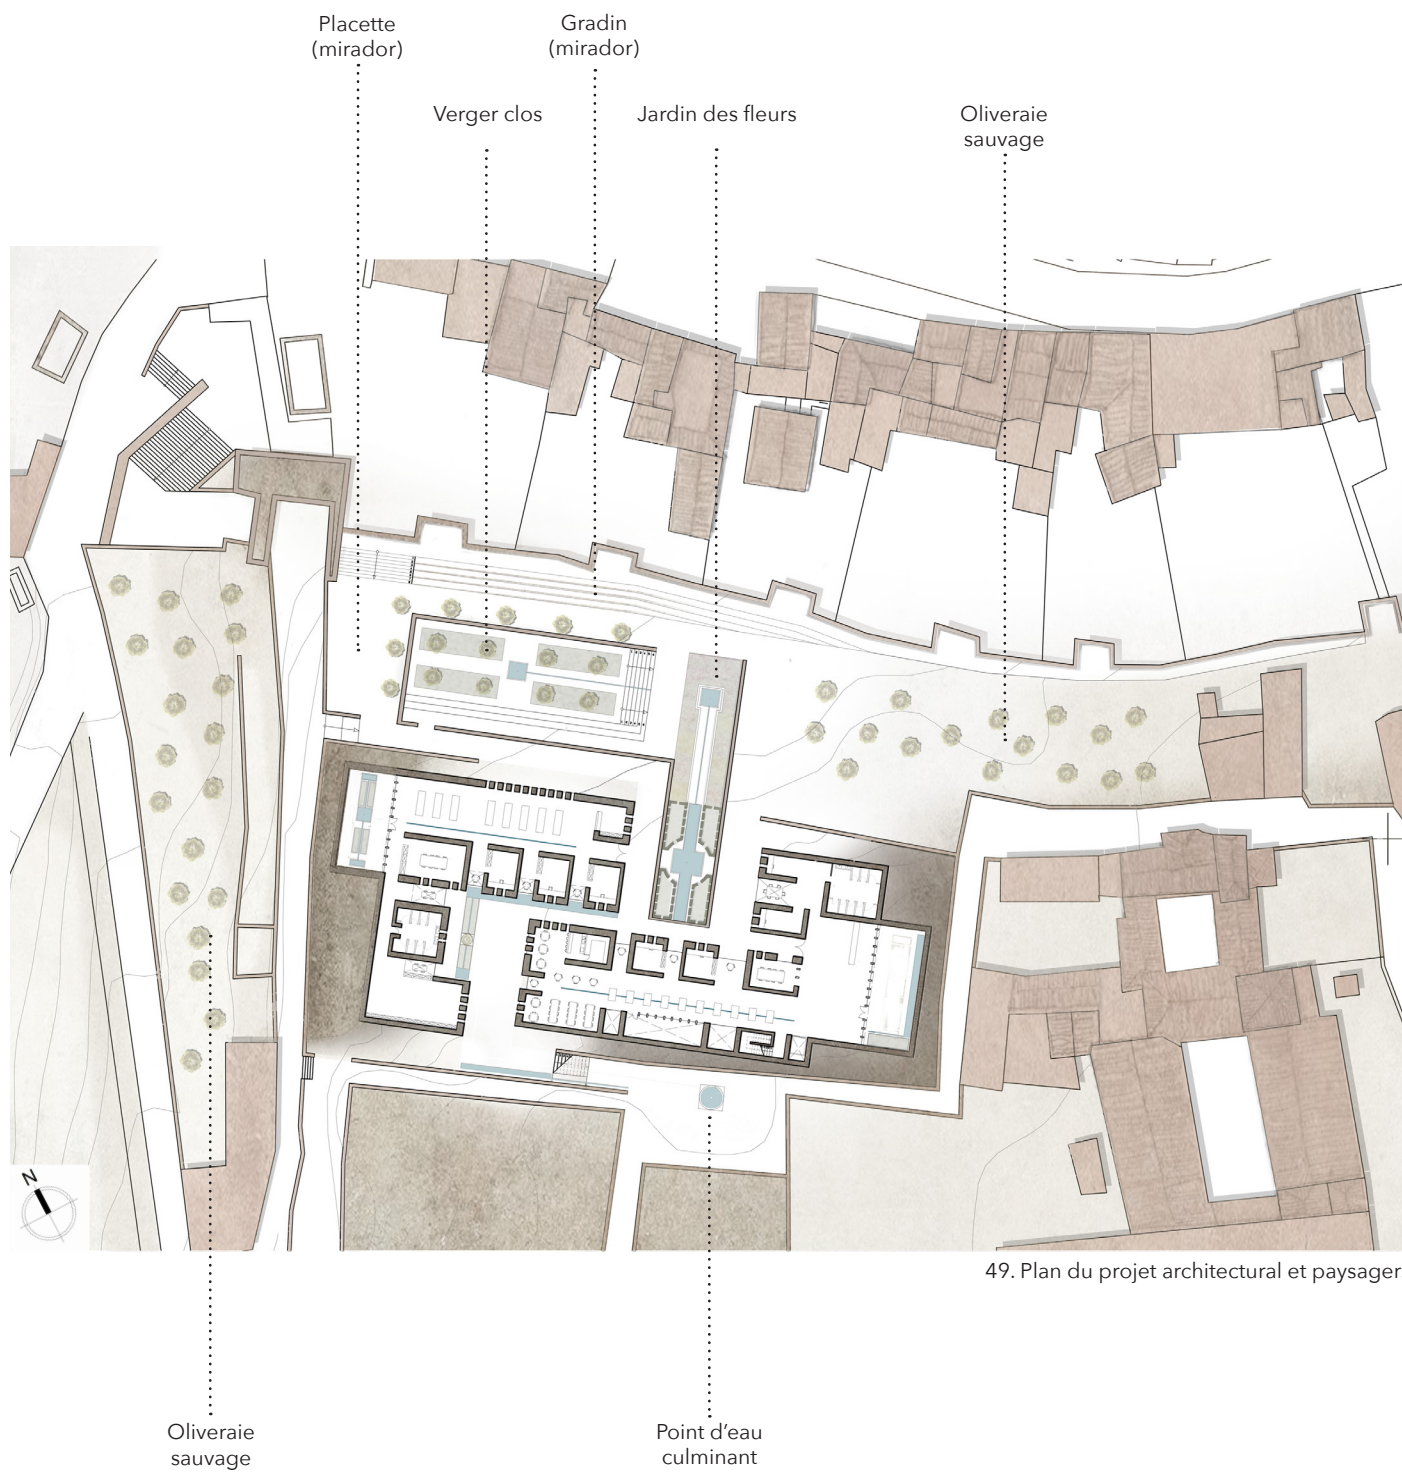 Placette
(mirador)
Gradin
(mirador)
Verger clos
Jardin des fleurs
Oliveraie
sauvage
N
49. Plan du projet architectural et paysager.
Oliveraie
sauvage
Point d'eau
culminant